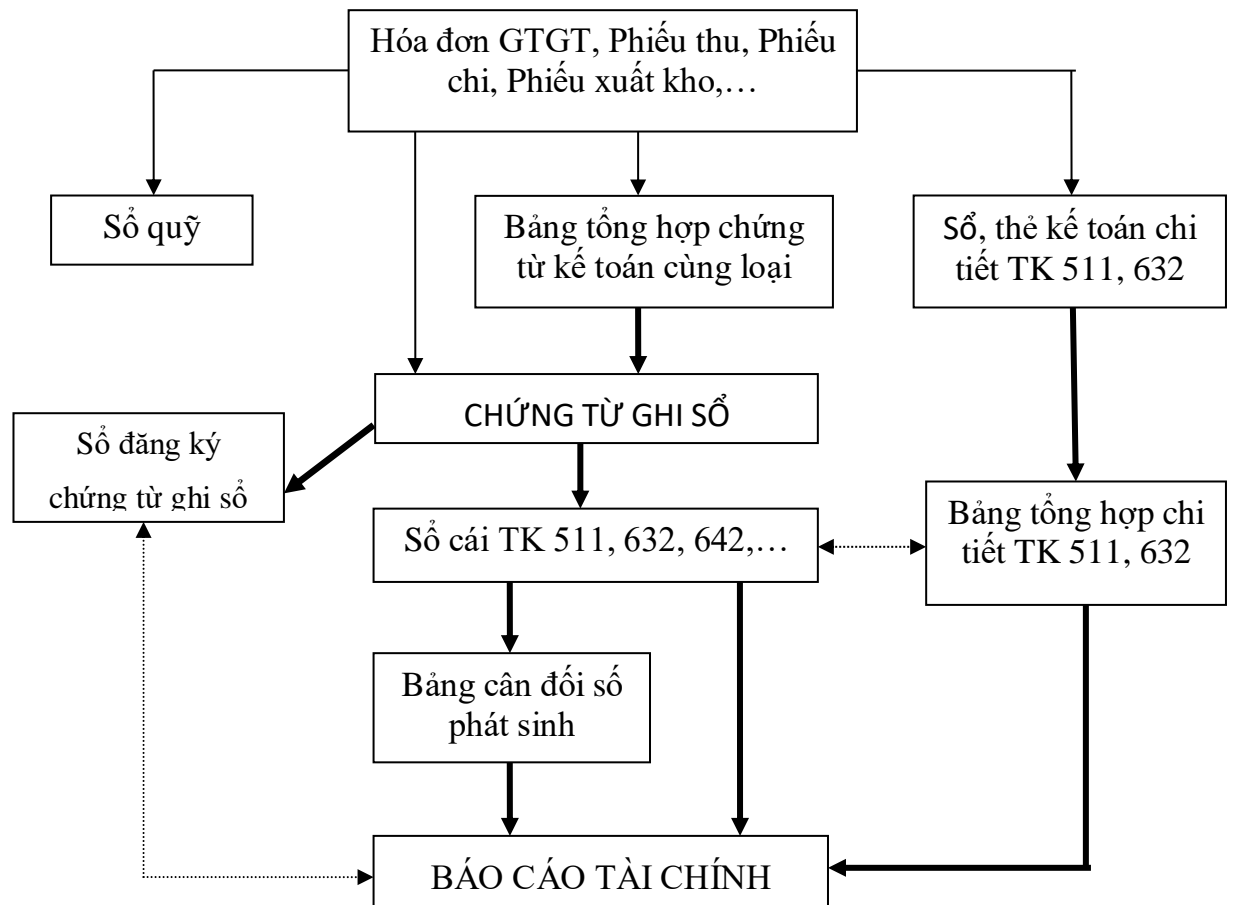 Hóa đơn GTGT, Phiếu thu, Phiếu
chi, Phiếu xuất kho,…
Sổ quỹ
Bảng tổng hợp chứng
từ kế toán cùng loại
Sổ, thẻ kế toán chi
tiết TK 511, 632
CHỨNG TỪ GHI SỔ
Sổ đăng ký
chứng từ ghi sổ
Sổ cái TK 511, 632, 642,…
Bảng tổng hợp chi
tiết TK 511, 632
Bảng cân đối số
phát sinh
BÁO CÁO TÀI CHÍNH